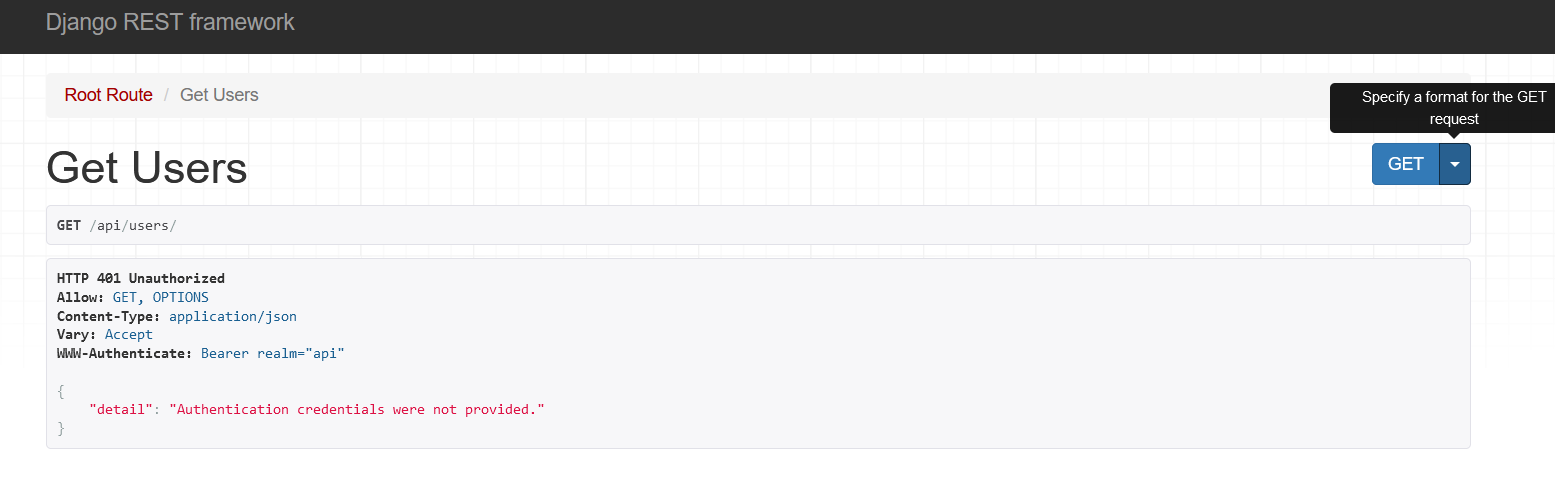 Django REST framework
Root Route / Get Users
Specify a format for the GET
request
Get Users
GET
GET /api/users/
HTTP 401 Unauthorized
Allow: GET, OPTIONS
Content-Type: application/json
Vary: Accept
WWW-Authenticate: Bearer realm="api"
{
    "detail": "Authentication credentials were not provided."
}